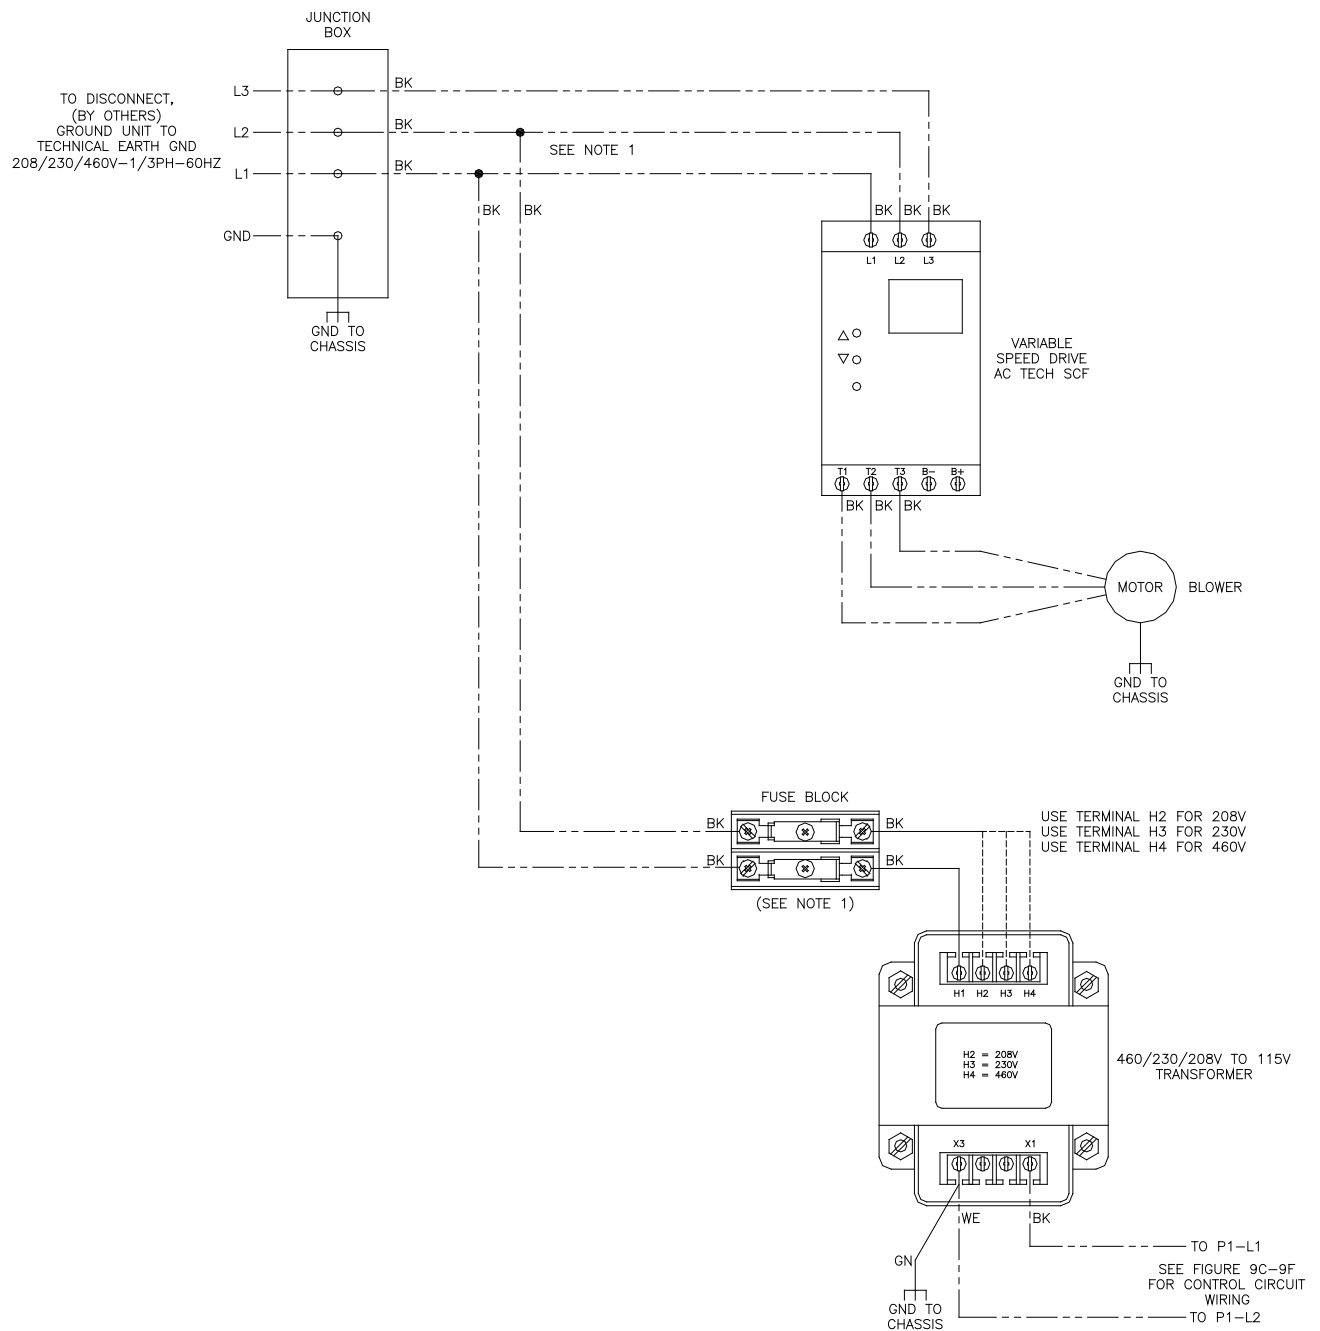 JUNCTION
BOX
TO DISCONNECT,
(BY OTHERS)
GROUND UNIT TO
TECHNICAL EARTH GND
208/230/460V-1/3PH-60HZ
L3
BK
L2
BK
SEE NOTE 1
L1
BK
BK
BK
GND
GND TO
CHASSIS
BK
BK
BK
L1
L2
L3
VARIABLE
SPEED DRIVE
AC TECH SCF
T1
T2
T3
B-
B+
BK
BK
BK
MOTOR
BLOWER
GND TO
CHASSIS
FUSE BLOCK
BK
BK
BK
BK
(SEE NOTE 1)
USE TERMINAL H2 FOR 208V
USE TERMINAL H3 FOR 230V
USE TERMINAL H4 FOR 460V
H1
H2
H3
H4
H2 = 208V
H3 = 230V
H4 = 460V
460/230/208V TO 115V
TRANSFORMER
X3
X1
WE
BK
GN
GND TO
CHASSIS
TO P1-L1
SEE FIGURE 9C-9F
FOR CONTROL CIRCUIT
WIRING
TO P1-L2